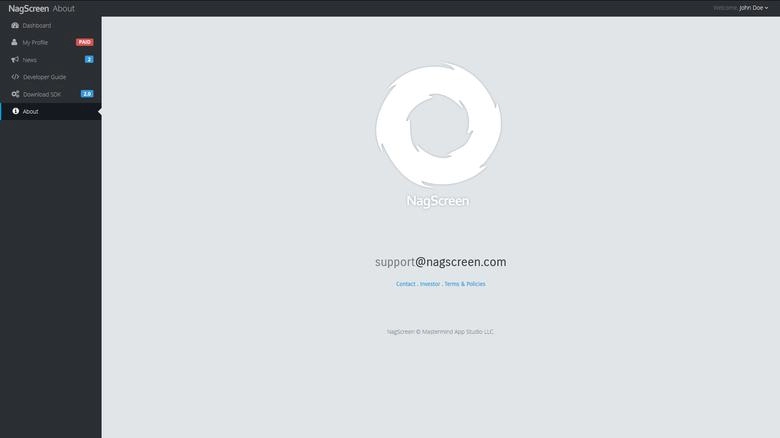 NagScreen About
Welcome, John Doe
Dashboard
My Profile PAID
News 2
Developer Guide
Download SDK 2.0
About
NagScreen
support@nagscreen.com
Contact . Investor . Terms & Policies
NagScreen © Mastermind App Studio LLC.